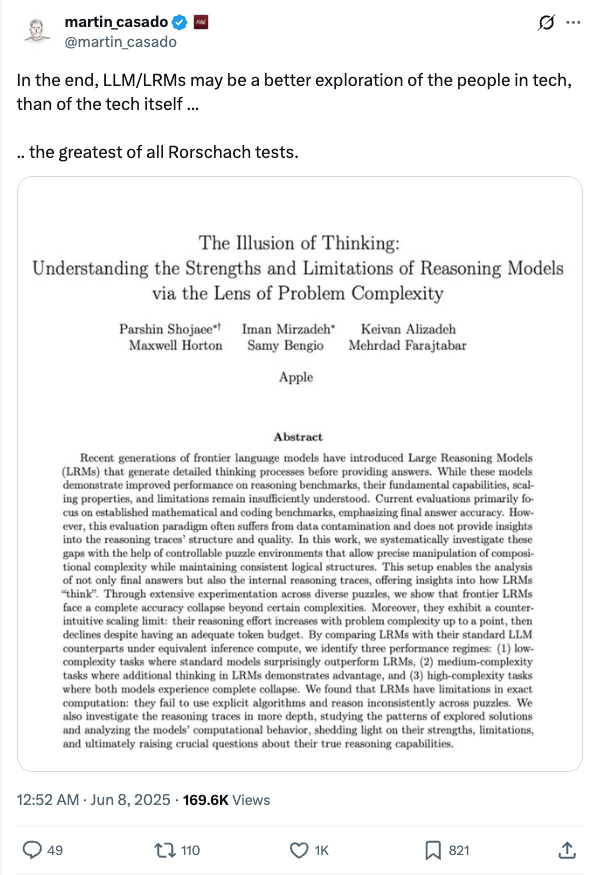 martin_casado
@martin_casado
In the end, LLM/LRMs may be a better exploration of the people in tech,
than of the tech itself ...
.. the greatest of all Rorschach tests.
The Illusion of Thinking:
Understanding the Strengths and Limitations of Reasoning Models
via the Lens of Problem Complexity
Parshin Shojaee*† Iman Mirzadeh* Keivan Alizadeh
Maxwell Horton Samy Bengio Mehrdad Farajtabar
Apple
Abstract
Recent generations of frontier language models have introduced Large Reasoning Models
(LRMs) that generate detailed thinking processes before providing answers. While these models
demonstrate improved performance on reasoning benchmarks, their fundamental capabilities, scal-
ing properties, and limitations remain insufficiently understood. Current evaluations primarily fo-
cus on established mathematical and coding benchmarks, emphasizing final answer accuracy. How-
ever, this evaluation paradigm often suffers from data contamination and does not provide insights
into the reasoning traces' structure and quality. In this work, we systematically investigate these
gaps with the help of controllable puzzle environments that allow precise manipulation of composi-
tional complexity while maintaining consistent logical structures. This setup enables the analysis
of not only final answers but also the internal reasoning traces, offering insights into how LRMs
“think”. Through extensive experimentation across diverse puzzles, we show that frontier LRMs
face a complete accuracy collapse beyond certain complexities. Moreover, they exhibit a counter-
intuitive scaling limit: their reasoning effort increases with problem complexity up to a point, then
declines despite having an adequate token budget. By comparing LRMs with their standard LLM
counterparts under equivalent inference compute, we identify three performance regimes: (1) low-
complexity tasks where standard models surprisingly outperform LRMs, (2) medium-complexity
tasks where additional thinking in LRMs demonstrates advantage, and (3) high-complexity tasks
where both models experience complete collapse. We found that LRMs have limitations in exact
computation: they fail to use explicit algorithms and reason inconsistently across puzzles. We
also investigate the reasoning traces in more depth, studying the patterns of explored solutions
and analyzing the models' computational behavior, shedding light on their strengths, limitations,
and ultimately raising crucial questions about their true reasoning capabilities.
12:52 AM · Jun 8, 2025 · 169.6K Views
49 110 1K 821